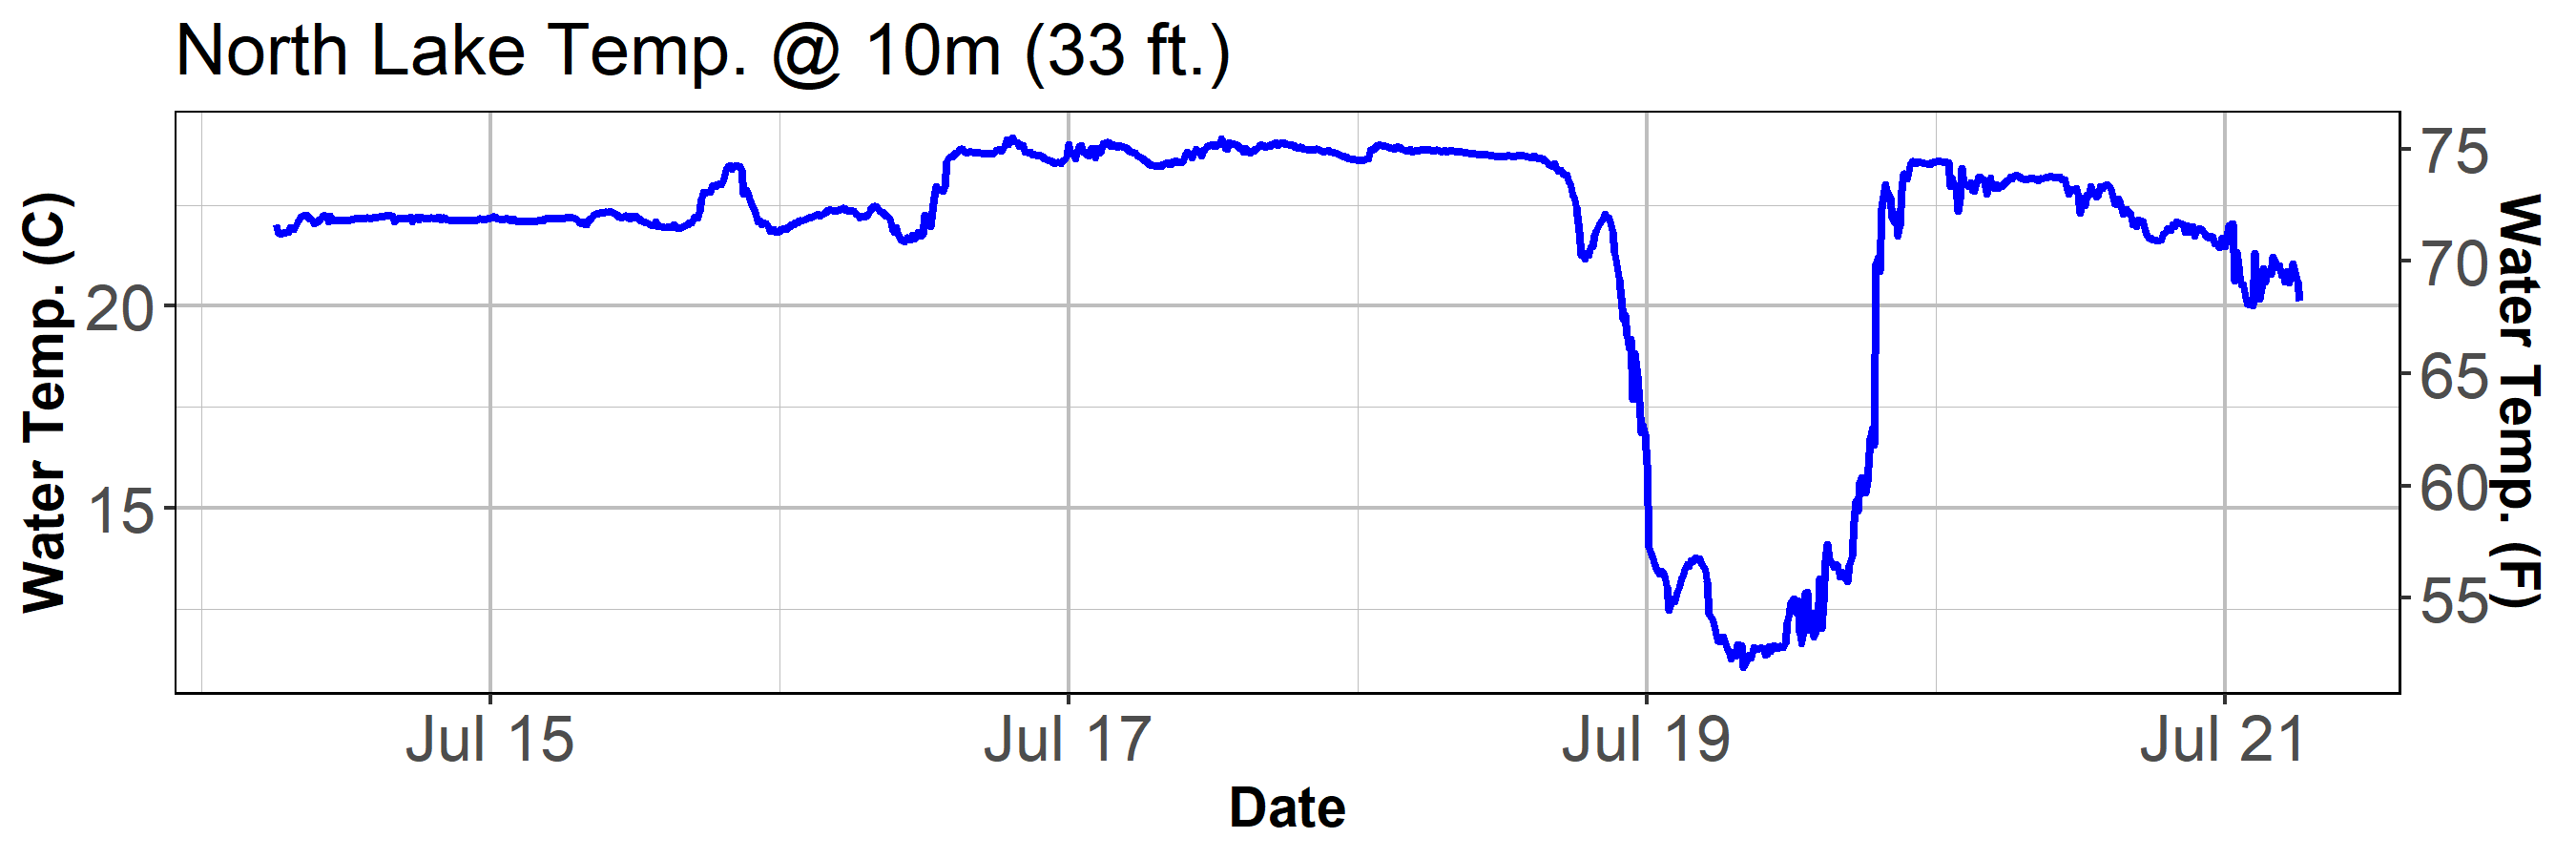 North Lake Temp. @ 10m (33 ft.)
Water Temp. (C)
20
15
75
70
65
60
55
Water Temp. (F)
Jul 15
Jul 17
Jul 19
Jul 21
Date